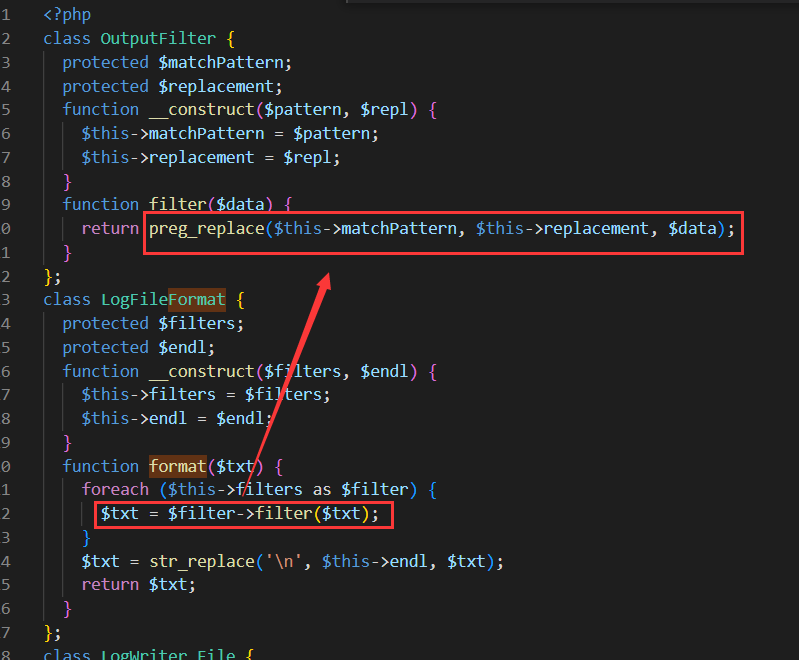 1 <?php
2 class OutputFilter {
3 protected $matchPattern;
4 protected $replacement;
5 function __construct($pattern, $repl) {
6 $this->matchPattern = $pattern;
7 $this->replacement = $repl;
8 }
9 function filter($data) {
0 return preg_replace($this->matchPattern, $this->replacement, $data);
1 }
2 };
3 class LogFileFormat {
4 protected $filters;
5 protected $endl;
6 function __construct($filters, $endl) {
7 $this->filters = $filters;
8 $this->endl = $endl;
9 }
0 function format($txt) {
1 foreach ($this->filters as $filter) {
2 $txt = $filter->filter($txt);
3 }
4 $txt = str_replace('\n', $this->endl, $txt);
5 return $txt;
6 }
7 };
8 class LogWriter_File {